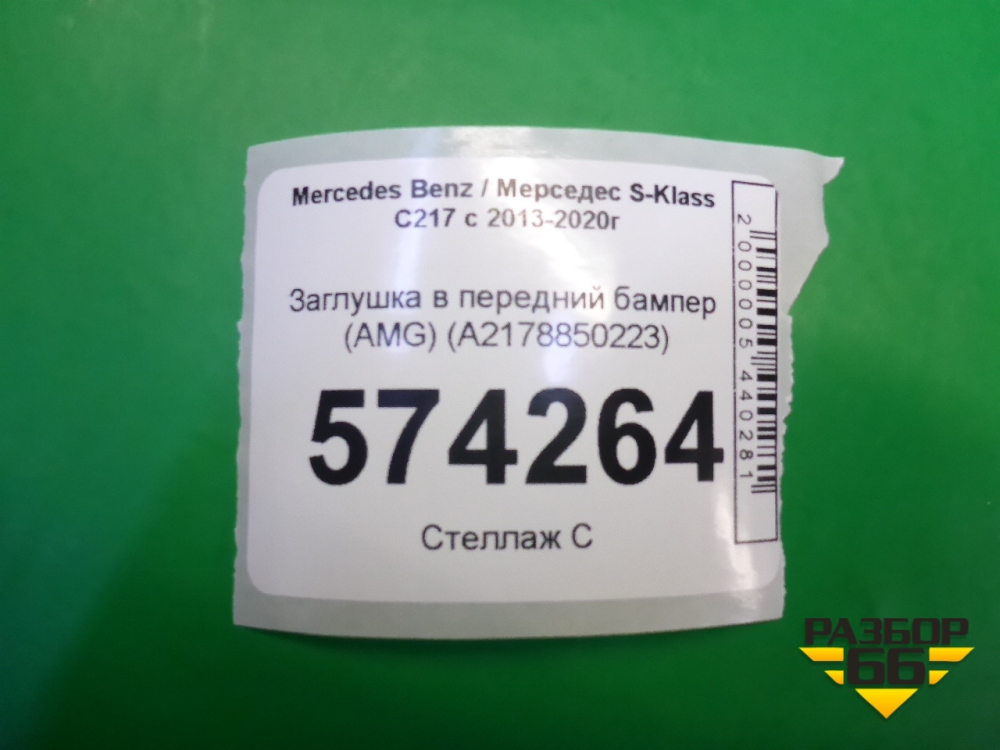 Mercedes Benz / Мерседес S-Klass
C217 с 2013-2020г
Заглушка в передний бампер
(AMG) (A2178850223)
574264
Стеллаж С
2000005440281
РАЗБОР
66